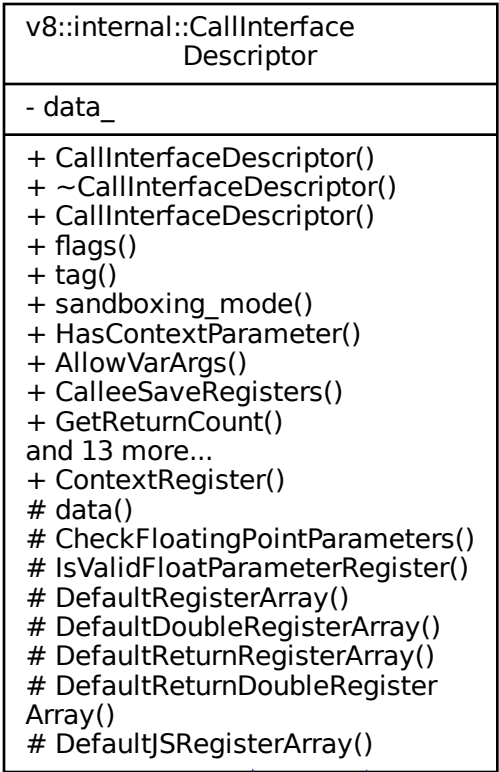 v8::internal::CallInterface
Descriptor
- data_
+ CallInterfaceDescriptor()
+ ~CallInterfaceDescriptor()
+ CallInterfaceDescriptor()
+ flags()
+ tag()
+ sandboxing_mode()
+ HasContextParameter()
+ AllowVarArgs()
+ CalleeSaveRegisters()
+ GetReturnCount()
and 13 more...
+ ContextRegister()
# data()
# CheckFloatingPointParameters()
# IsValidFloatParameterRegister()
# DefaultRegisterArray()
# DefaultDoubleRegisterArray()
# DefaultReturnRegisterArray()
# DefaultReturnDoubleRegister
Array()
# DefaultJSRegisterArray()